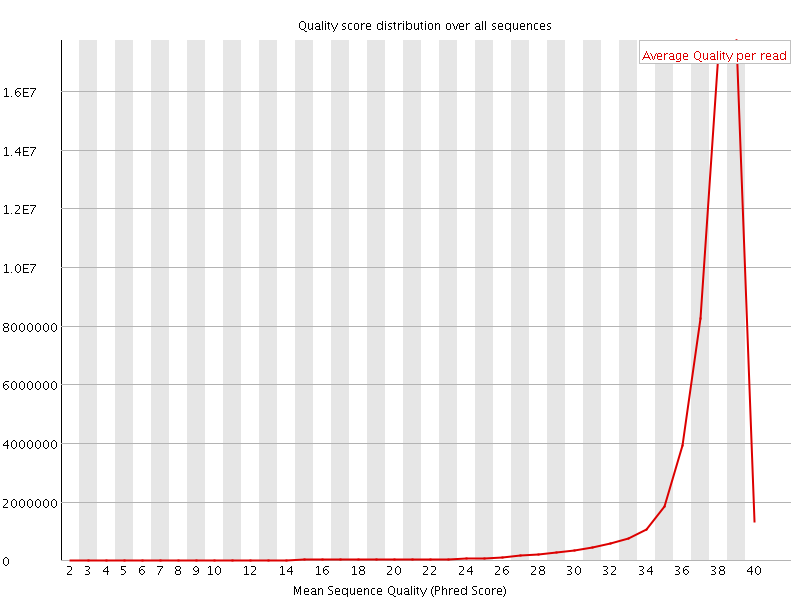 Quality score distribution over all sequences
Average Quality per read
1.6E7
1.4E7
1.2E7
1.0E7
8000000
6000000
4000000
2000000
0
2 3 4 5 6 7 8 9 10 12 14 16 18 20 22 24 26 28 30 32 34 36 38 40
Mean Sequence Quality (Phred Score)